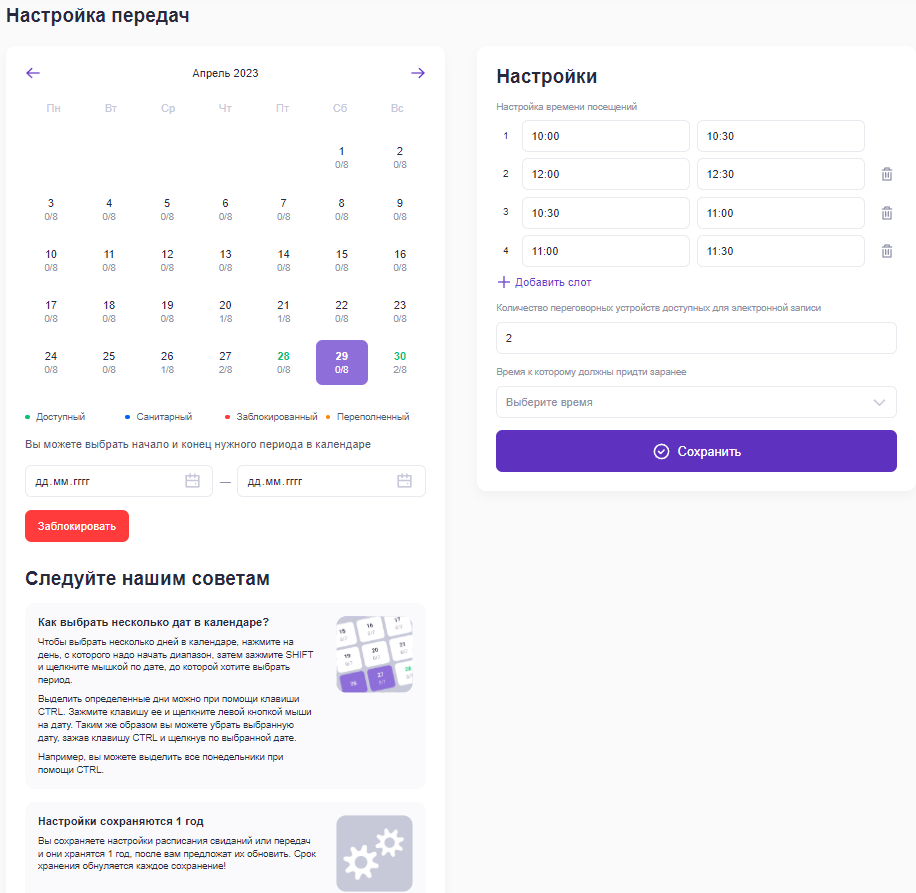 Настройка передач
Апрель 2023
Пн Вт Ср Чт Пт Сб Вс
1 2
0/8 0/8
3 4 5 6 7 8 9
0/8 0/8 0/8 0/8 0/8 0/8 0/8
10 11 12 13 14 15 16
0/8 0/8 0/8 0/8 0/8 0/8 0/8
17 18 19 20 21 22 23
0/8 0/8 0/8 1/8 1/8 0/8 0/8
24 25 26 27 28 29 30
0/8 0/8 1/8 2/8 0/8 0/8 2/8
Доступный Санитарный Заблокированный Переполненный
Вы можете выбрать начало и конец нужного периода в календаре
дд.мм.гггг — дд.мм.гггг
Заблокировать
Следуйте нашим советам
Как выбрать несколько дат в календаре?
Чтобы выбрать несколько дней в календаре, нажмите на
день, с которого надо начать диапазон, затем зажмите SHIFT
и щелкните мышкой по дате, до которой хотите выбрать
период.
Выделить определенные дни можно при помощи клавиши
CTRL. Зажмите клавишу ее и щелкните левой кнопкой мыши
на дату. Таким же образом вы можете убрать выбранную
дату, зажав клавишу CTRL и щелкнув по выбранной дате.
Например, вы можете выделить все понедельники при
помощи CTRL.
15 16 17
19 20 21
26 27 28
Настройки сохраняются 1 год
Вы сохраняете настройки расписания свиданий или передач
и они хранятся 1 год, после вам предложат их обновить. Срок
хранения обнуляется каждое сохранение!
Настройки
Настройка времени посещений
1 10:00 10:30
2 12:00 12:30
3 10:30 11:00
4 11:00 11:30
Добавить слот
Количество переговорных устройств доступных для электронной записи
2
Время к которому должны придти заранее
Выберите время
Сохранить